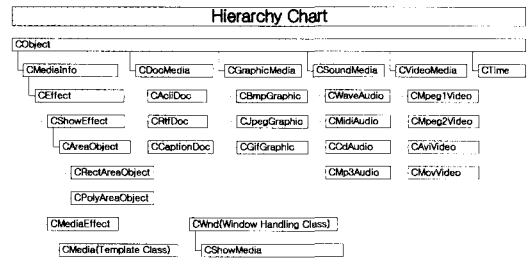 Hierarchy Chart
CObject
CMediaInfo CDocMedia CGraphicMedia CSoundMedia CVideoMedia CTime
CEffect CAciiDoc CBmpGraphic CWaveAudio CMpeg1Video
CShowEffect CRtfDoc CJpegGraphic CMidiAudio CMpeg2Video
CAreaObject CCaptionDoc CGifGraphic CCdAudio CAviVideo
CRectAreaObject CMp3Audio CMovVideo
CPolyAreaObject
CMediaEffect CWnd(Window Handling Class)
CMedia(Template Class) CShowMedia